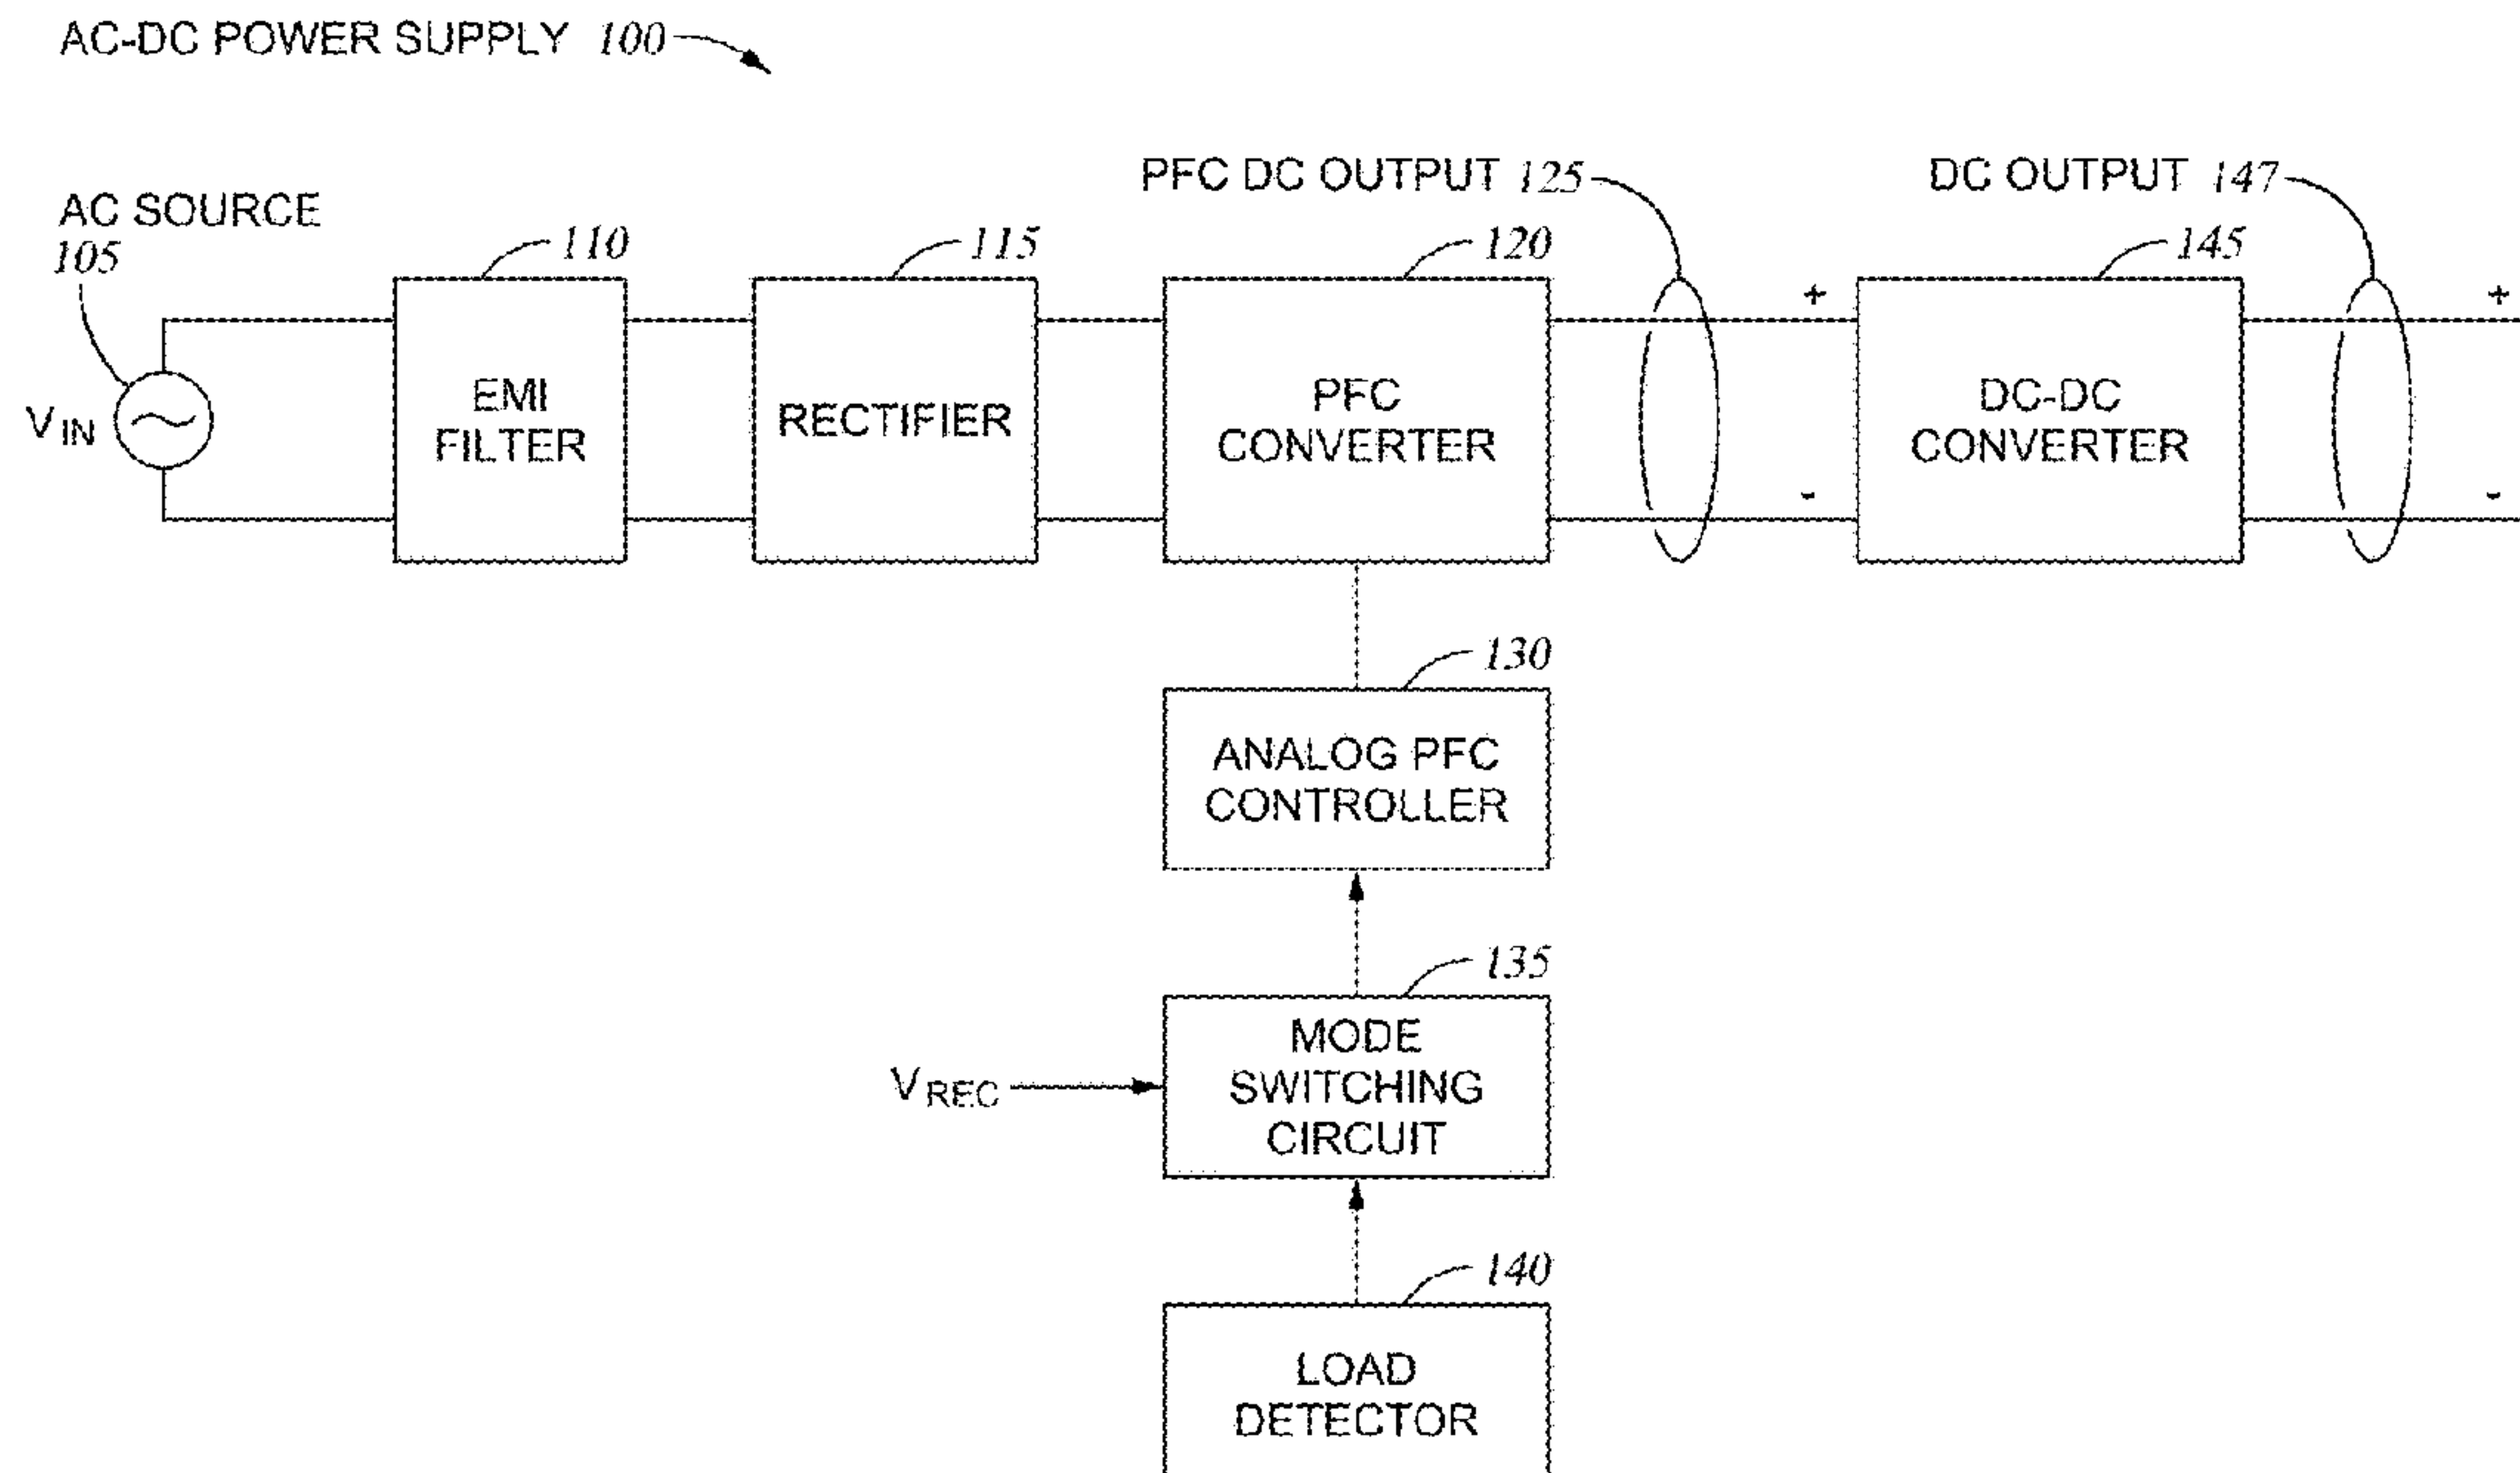 AC-DC POWER SUPPLY 100
PFC DC OUTPUT 125
DC OUTPUT 147
AC SOURCE
105
110
115
120
145
+
+
V IN
EMI
FILTER
RECTIFIER
PFC
CONVERTER
DC-DC
CONVERTER
-
-
130
ANALOG PFC
CONTROLLER
135
MODE
SWITCHING
CIRCUIT
V REC
140
LOAD
DETECTOR